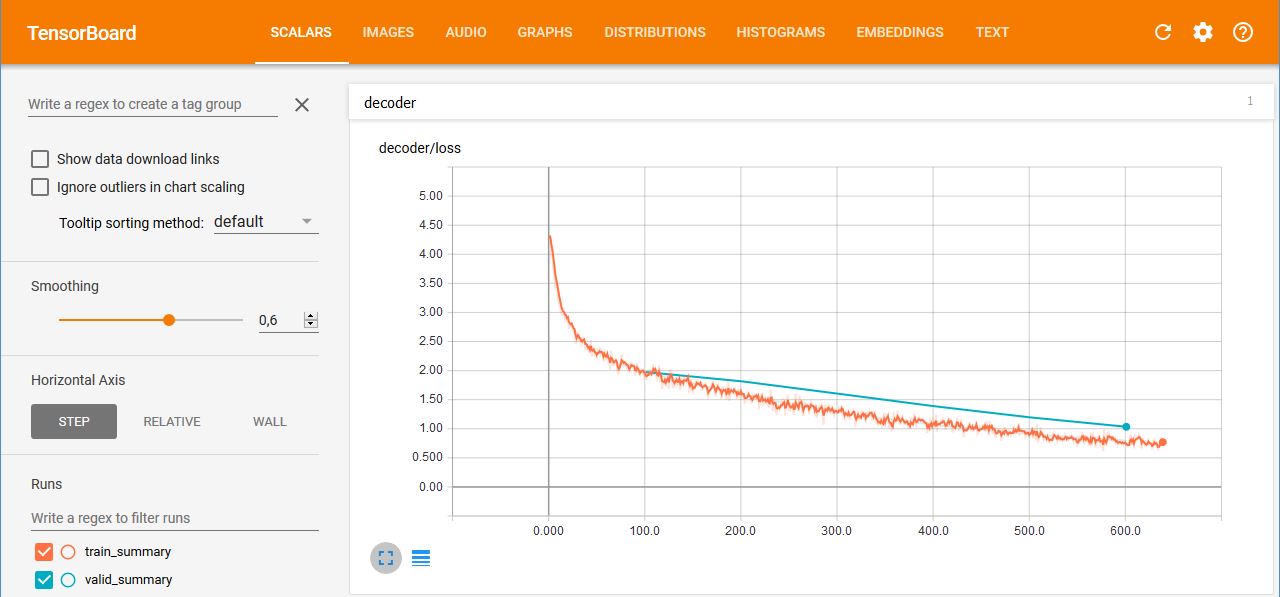 TensorBoard SCALARS IMAGES AUDIO GRAPHS DISTRIBUTIONS HISTOGRAMS EMBEDDINGS TEXT
Write a regex to create a tag group
Show data download links
Ignore outliers in chart scaling
Tooltip sorting method: default
Smoothing
0,6
Horizontal Axis
STEP RELATIVE WALL
Runs
Write a regex to filter runs
train_summary
valid_summary
decoder 1
decoder/loss
5.00
4.50
4.00
3.50
3.00
2.50
2.00
1.50
1.00
0.500
0.00
0.000 100.0 200.0 300.0 400.0 500.0 600.0